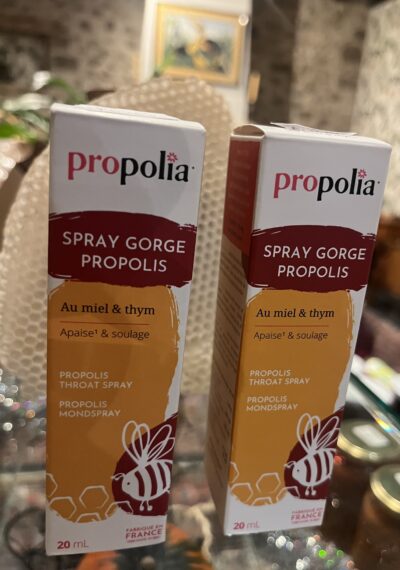 propolia
SPRAY GORGE
PROPOLIS
Au miel & thym
Apaise¹ & soulage
PROPOLIS
THROAT SPRAY
PROPOLIS
MONDSPRAY
FABRIQUÉ EN
FRANCE
20 mL
propolia
SPRAY GORGE
PROPOLIS
Au miel & thym
Apaise¹ & soulage
PROPOLIS
THROAT SPRAY
PROPOLIS
MONDSPRAY
FABRIQUÉ EN
FRANCE
20 mL